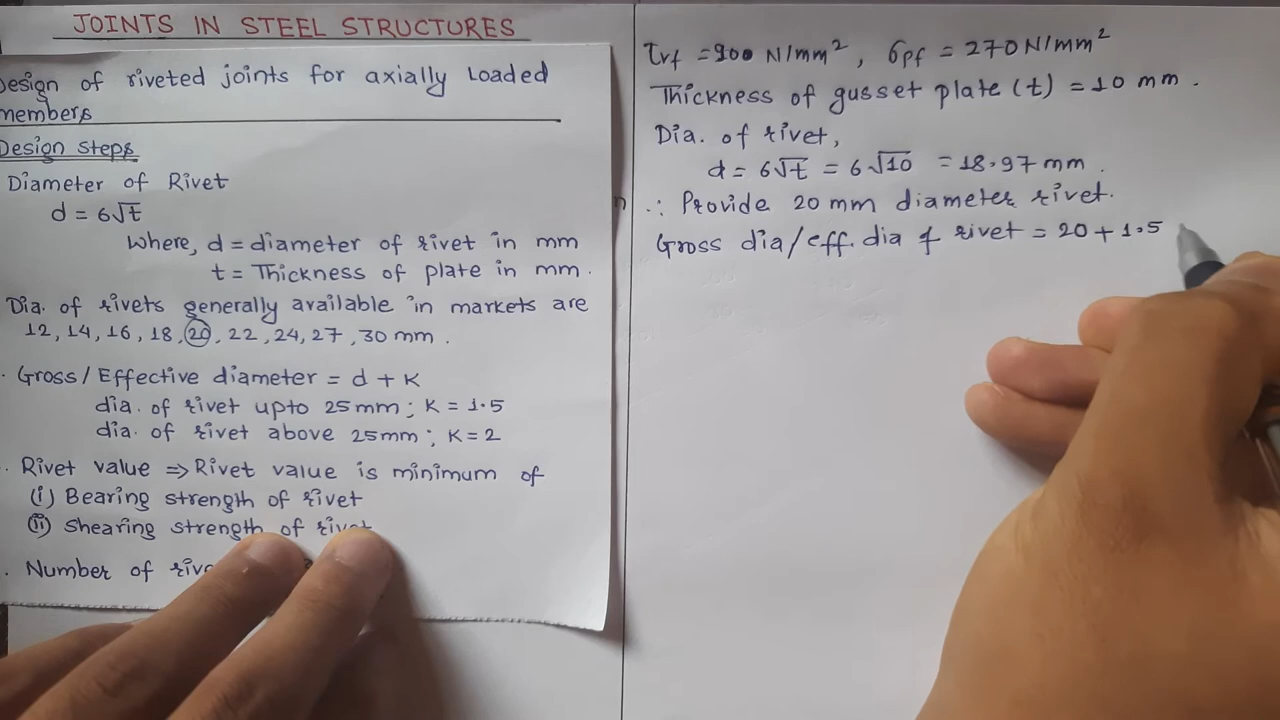 JOINTS IN STEEL STRUCTURES
Design of riveted joints for axially Loaded
members
Design steps
Diameter of Rivet
d = 6√t
Where, d = diameter of rivet in mm
t = Thickness of plate in mm.
Dia. of rivets generally available in markets are
12, 14, 16, 18, 20, 22, 24, 27, 30 mm.
Gross / Effective diameter = d + K
dia. of rivet upto 25mm; K = 1.5
dia. of rivet above 25mm; K = 2
Rivet value ⇒ Rivet value is minimum of
(i) Bearing strength of rivet
(ii) Shearing strength of rivet
Number of
τvf = 100 N/mm², σpf = 270 N/mm²
Thickness of gusset plate (t) = 10 mm.
Dia. of rivet,
d = 6√t = 6√10 = 18.97 mm.
∴ Provide 20 mm diameter rivet.
Gross dia/eff. dia of rivet = 20 + 1.5